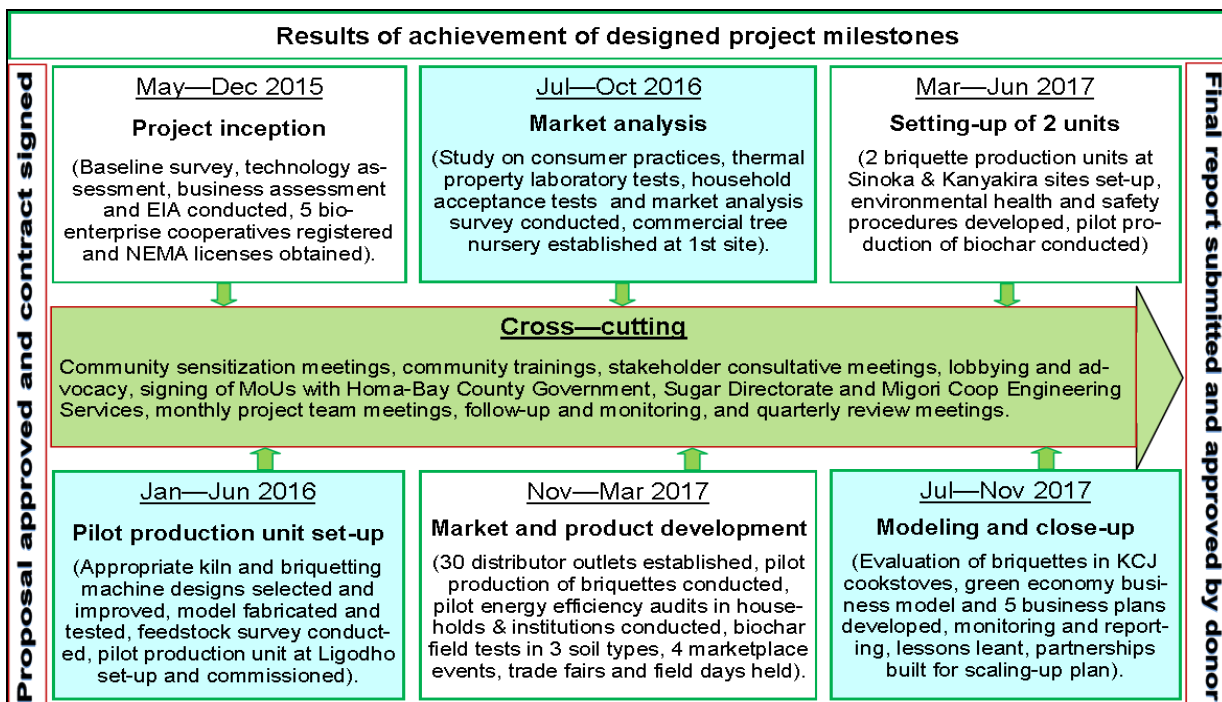 Results of achievement of designed project milestones
Proposal approved and contract signed
May—Dec 2015
Project inception
(Baseline survey, technology as-
sessment, business assessment
and EIA conducted, 5 bio-
enterprise cooperatives registered
and NEMA licenses obtained).
Jul—Oct 2016
Market analysis
(Study on consumer practices, thermal
property laboratory tests, household
acceptance tests and market analysis
survey conducted, commercial tree
nursery established at 1st site).
Mar—Jun 2017
Setting-up of 2 units
(2 briquette production units at
Sinoka & Kanyakira sites set-up,
environmental health and safety
procedures developed, pilot pro-
duction of biochar conducted)
Cross—cutting
Community sensitization meetings, community trainings, stakeholder consultative meetings, lobbying and ad-
vocacy, signing of MoUs with Homa-Bay County Government, Sugar Directorate and Migori Coop Engineering
Services, monthly project team meetings, follow-up and monitoring, and quarterly review meetings.
Jan—Jun 2016
Pilot production unit set-up
(Appropriate kiln and briquetting
machine designs selected and
improved, model fabricated and
tested, feedstock survey conduct-
ed, pilot production unit at Ligodho
set-up and commissioned).
Nov—Mar 2017
Market and product development
(30 distributor outlets established, pilot
production of briquettes conducted,
pilot energy efficiency audits in house-
holds & institutions conducted, biochar
field tests in 3 soil types, 4 marketplace
events, trade fairs and field days held).
Jul—Nov 2017
Modeling and close-up
(Evaluation of briquettes in KCJ
cookstoves, green economy busi-
ness model and 5 business plans
developed, monitoring and report-
ing, lessons leant, partnerships
built for scaling-up plan).
Final report submitted and approved by donor